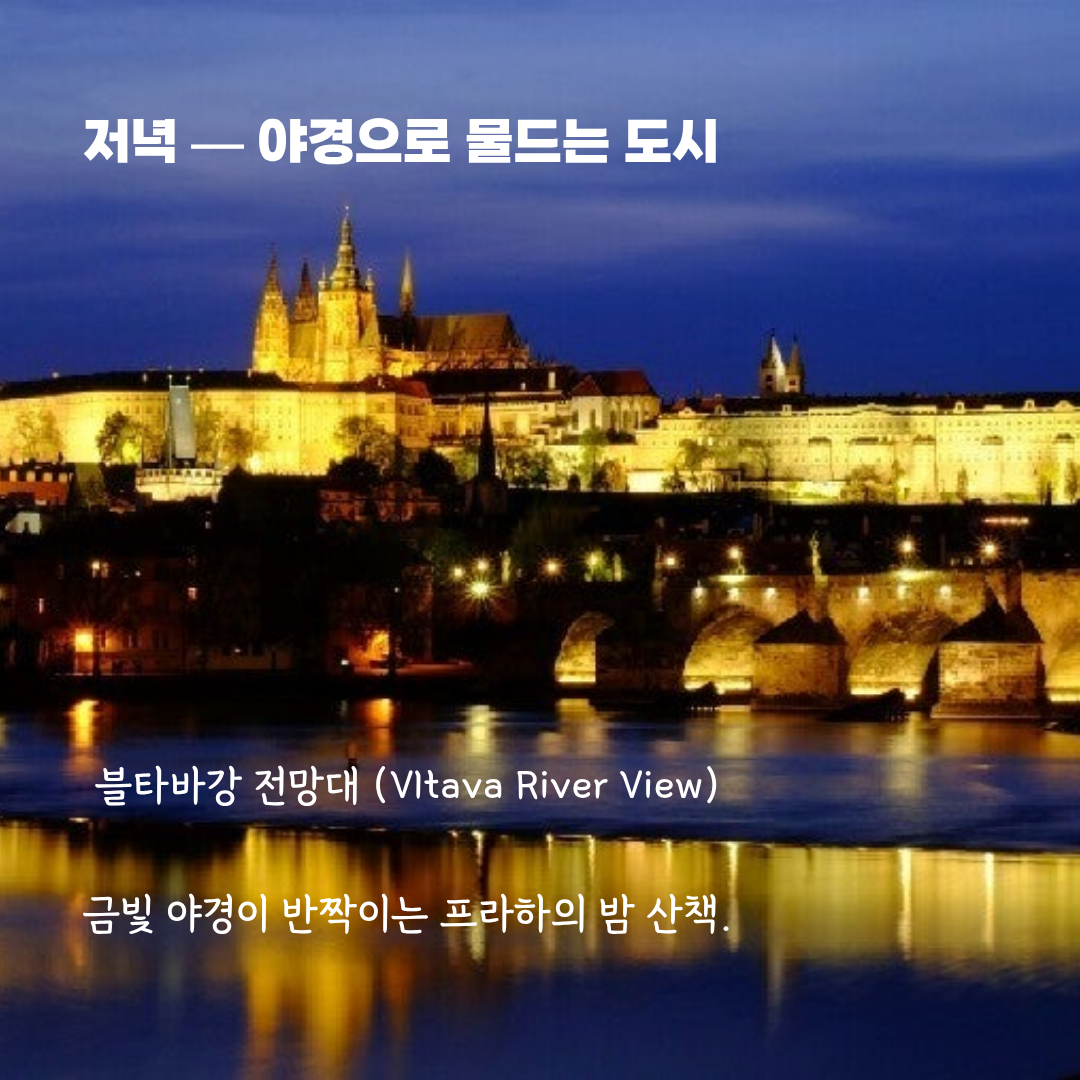 저녁 — 야경으로 물드는 도시
블타바강 전망대 (Vltava River View)
금빛 야경이 반짝이는 프라하의 밤 산책.